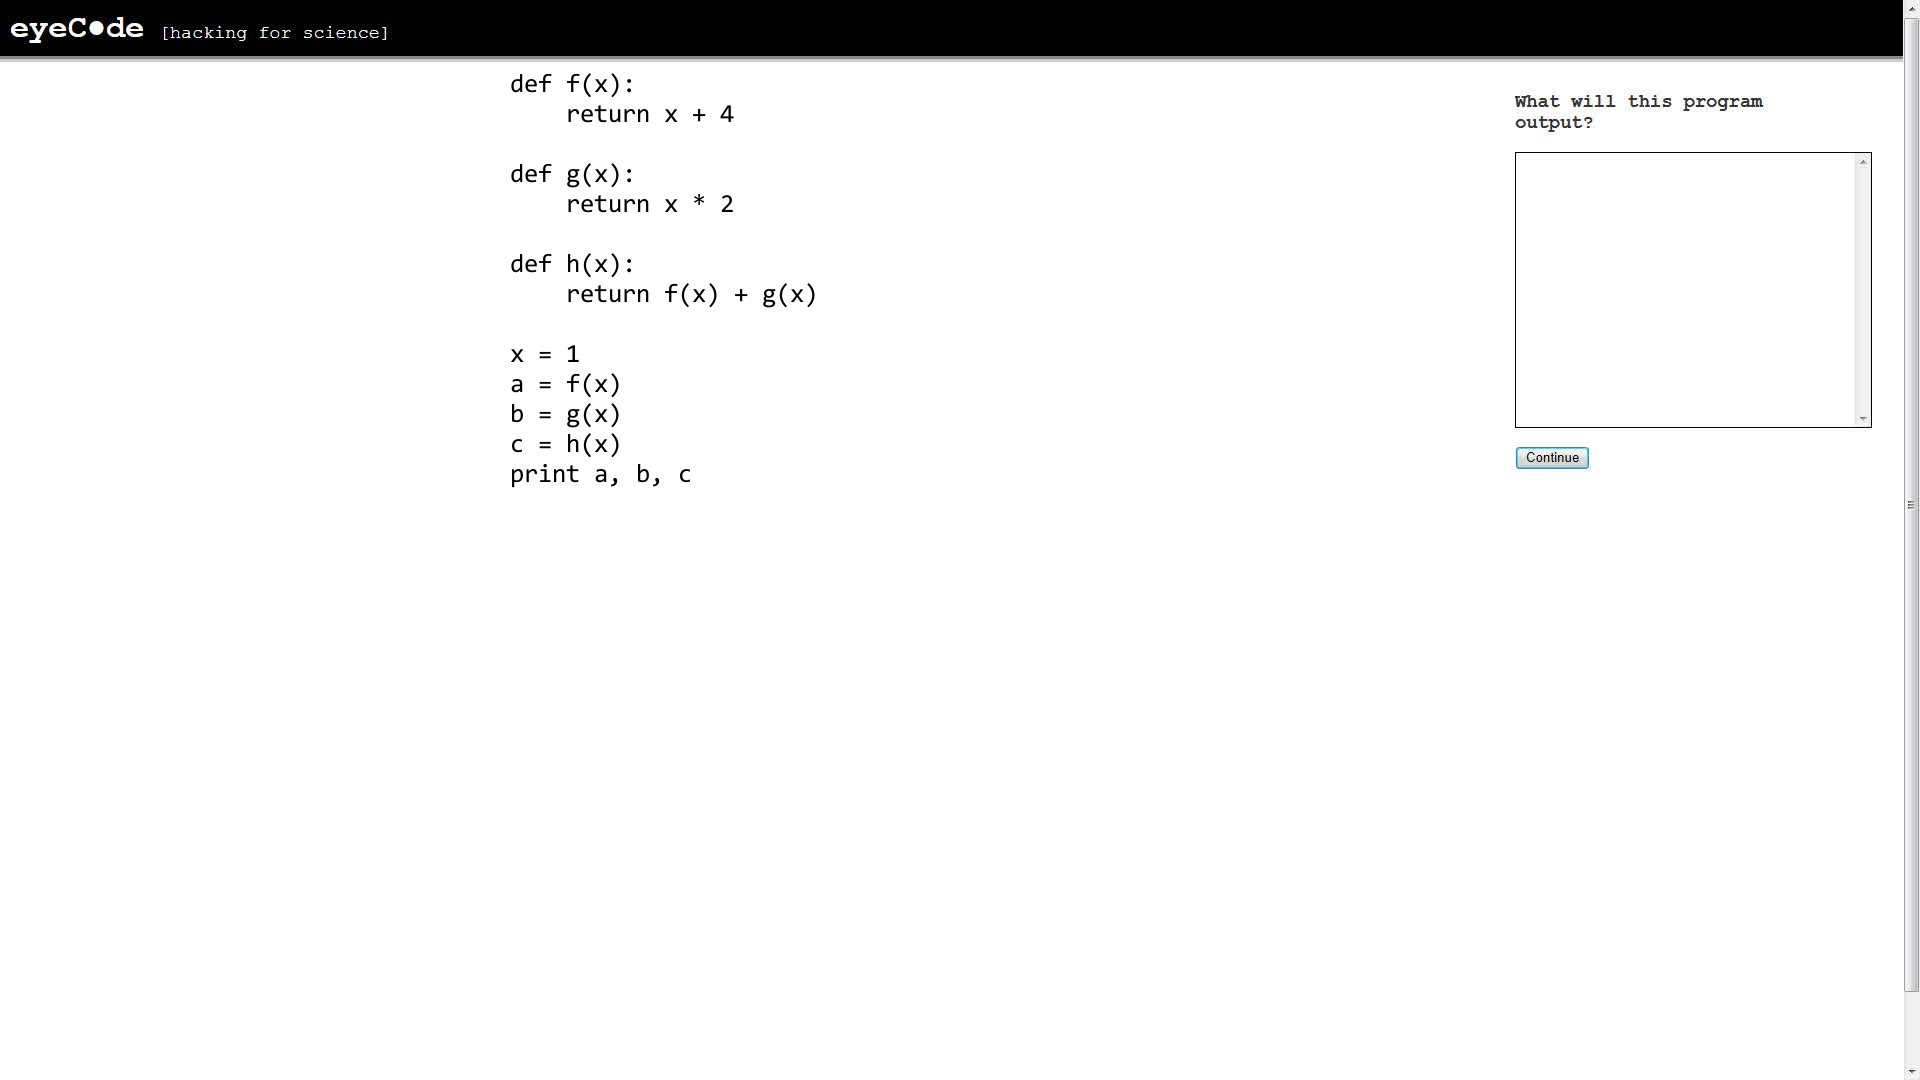 eyeC●de [hacking for science]
def f(x):
    return x + 4

def g(x):
    return x * 2

def h(x):
    return f(x) + g(x)

x = 1
a = f(x)
b = g(x)
c = h(x)
print a, b, c
What will this program
output?
Continue